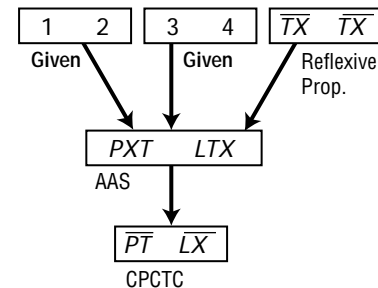 1 2
3 4
TX TX
Given
Given
Reflexive
Prop.
PXT LTX
AAS
PT LX
CPCTC